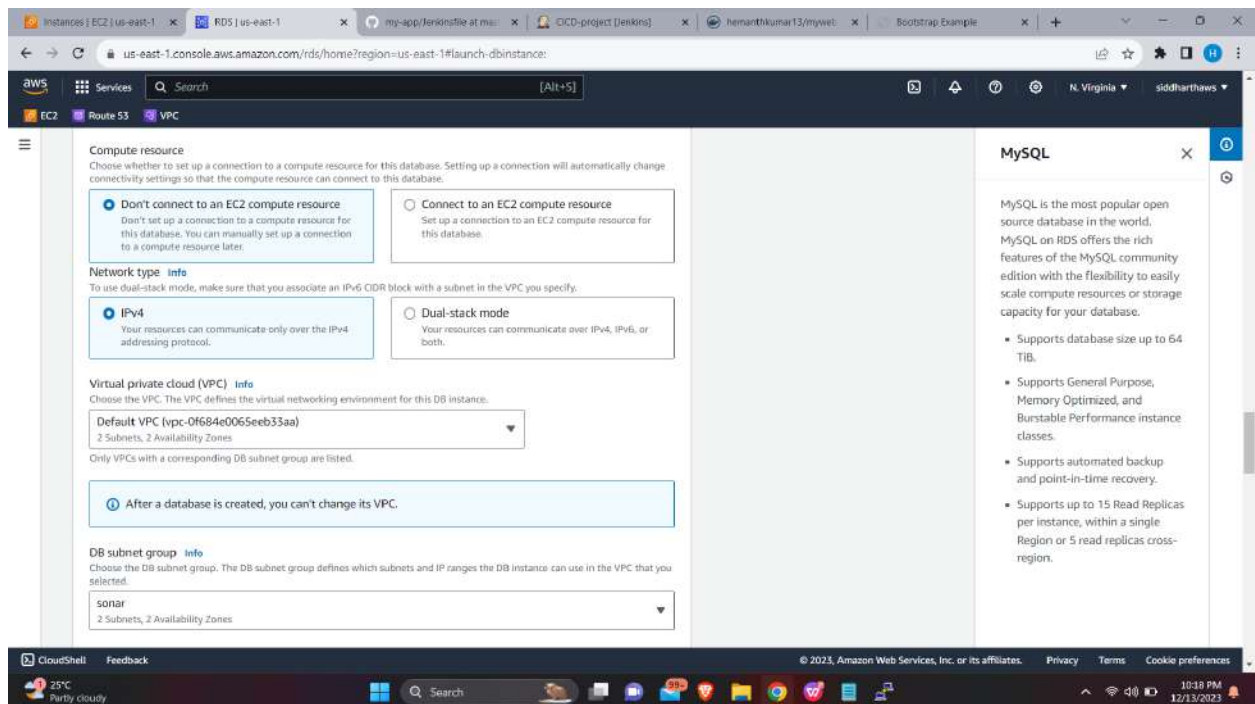 Instances | EC2 | us-east-1
RDS | us-east-1
my-app/Jenkinsfile at mas
CICD-project [Jenkins]
hemanthkumar13/myweb
Bootstrap Example
us-east-1.console.aws.amazon.com/rds/home?region=us-east-1#launch-dbinstance:
H
aws
Services
Search
[Alt+S]
N. Virginia
siddharthaws
EC2
Route 53
VPC
Compute resource
Choose whether to set up a connection to a compute resource for this database. Setting up a connection will automatically change
connectivity settings so that the compute resource can connect to this database.
Don't connect to an EC2 compute resource
Don't set up a connection to a compute resource for
this database. You can manually set up a connection
to a compute resource later.
Connect to an EC2 compute resource
Set up a connection to an EC2 compute resource for
this database.
Network type Info
To use dual-stack mode, make sure that you associate an IPv6 CIDR block with a subnet in the VPC you specify.
IPv4
Your resources can communicate only over the IPv4
addressing protocol.
Dual-stack mode
Your resources can communicate over IPv4, IPv6, or
both.
Virtual private cloud (VPC) Info
Choose the VPC. The VPC defines the virtual networking environment for this DB instance.
Default VPC (vpc-0f684e0065eeb33aa)
2 Subnets, 2 Availability Zones
Only VPCs with a corresponding DB subnet group are listed.
After a database is created, you can't change its VPC.
DB subnet group Info
Choose the DB subnet group. The DB subnet group defines which subnets and IP ranges the DB instance can use in the VPC that you
selected.
sonar
2 Subnets, 2 Availability Zones
MySQL
MySQL is the most popular open
source database in the world.
MySQL on RDS offers the rich
features of the MySQL community
edition with the flexibility to easily
scale compute resources or storage
capacity for your database.
• Supports database size up to 64
TiB.
• Supports General Purpose,
Memory Optimized, and
Burstable Performance instance
classes.
• Supports automated backup
and point-in-time recovery.
• Supports up to 15 Read Replicas
per instance, within a single
Region or 5 read replicas cross-
region.
CloudShell
Feedback
© 2023, Amazon Web Services, Inc. or its affiliates.
Privacy
Terms
Cookie preferences
1
25°C
Partly cloudy
Search
99+
10:18 PM
12/13/2023